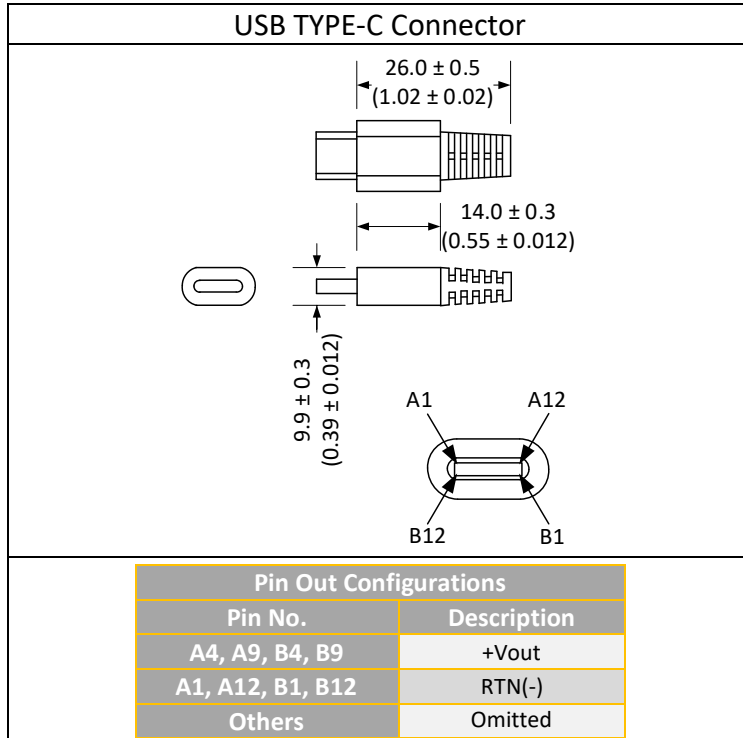 USB TYPE-C Connector
26.0 ± 0.5
(1.02 ± 0.02)
14.0 ± 0.3
(0.55 ± 0.012)
9.9 ± 0.3
(0.39 ± 0.012)
A1 A12
B12 B1
Pin Out Configurations
Pin No. Description
A4, A9, B4, B9 +Vout
A1, A12, B1, B12 RTN(-)
Others Omitted